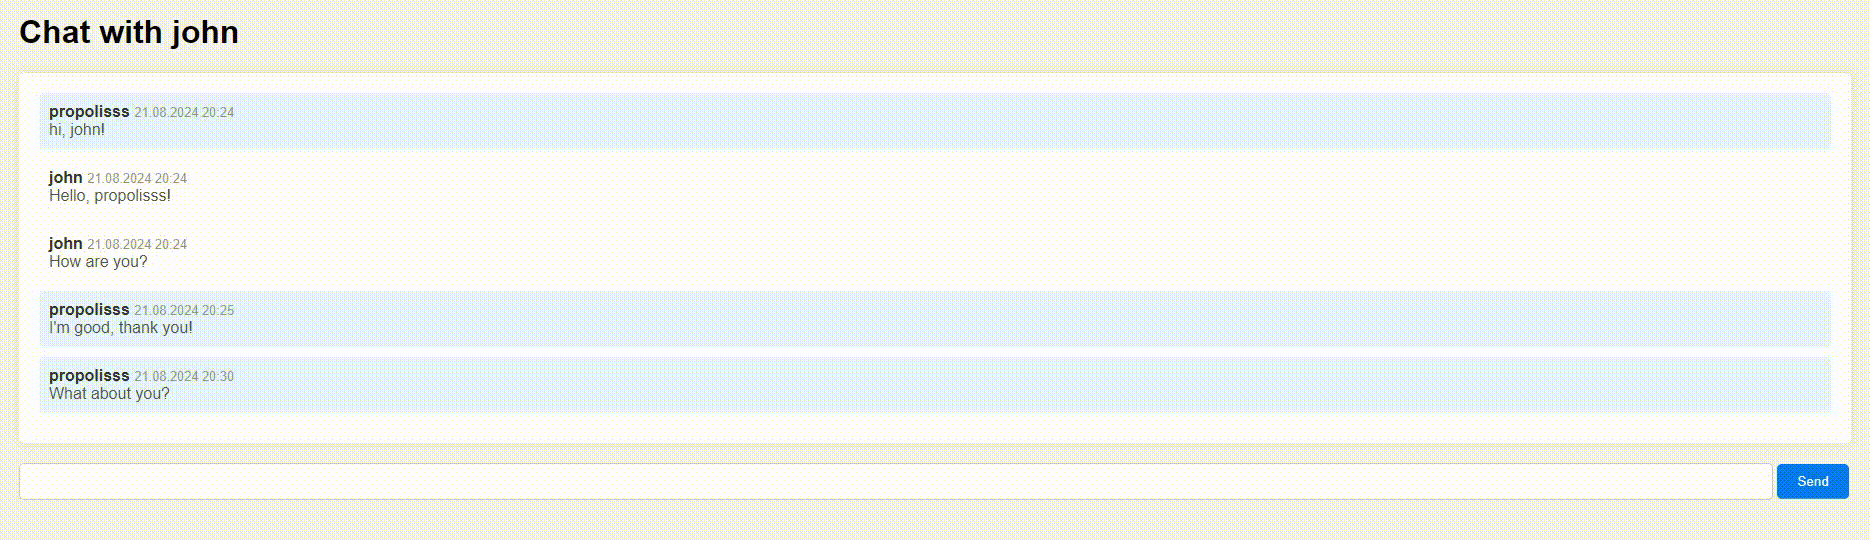 Chat with john
propolisss 21.08.2024 20:24
hi, john!
john 21.08.2024 20:24
Hello, propolisss!
john 21.08.2024 20:24
How are you?
propolisss 21.08.2024 20:25
I'm good, thank you!
propolisss 21.08.2024 20:30
What about you?
Send